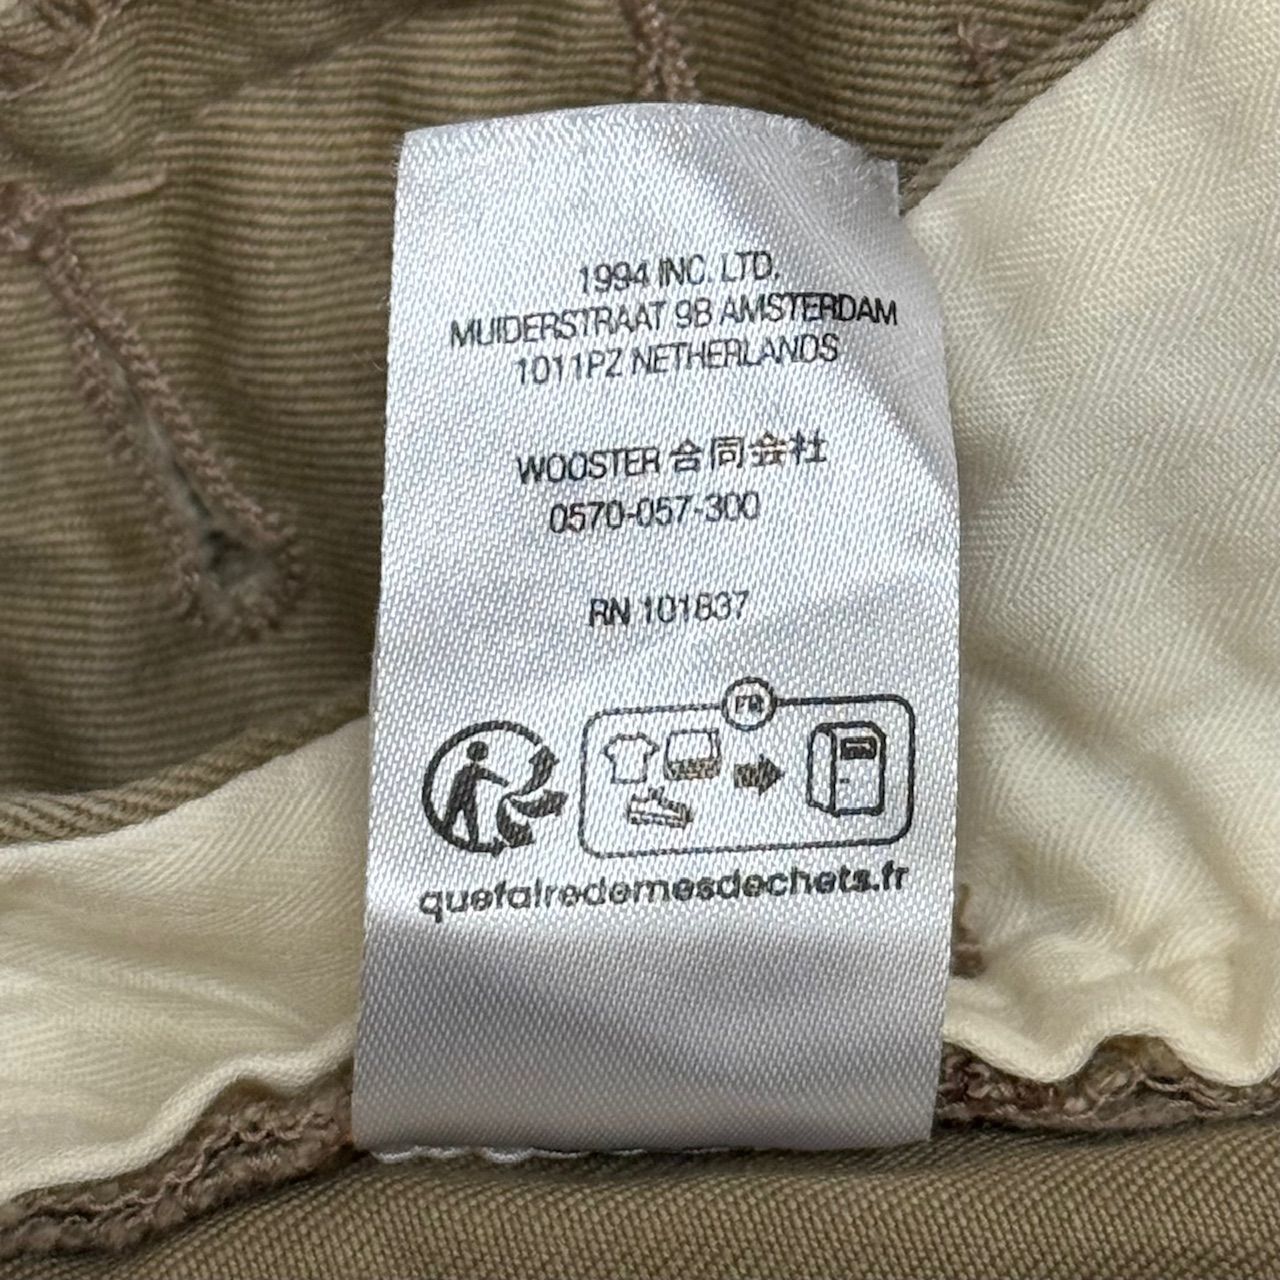 1994 INC. LTD.
MUIDERSTRAAT 9B AMSTERDAM
1011PZ NETHERLANDS
WOOSTER 合同会社
0570-057-300
RN 101837
FR
quefairedemesdechets.fr